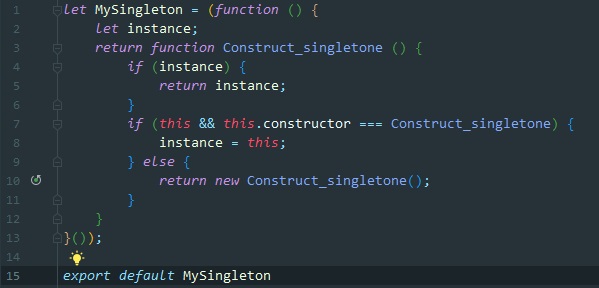 1 let MySingleton = (function () {
2     let instance;
3     return function Construct_singletone () {
4         if (instance) {
5             return instance;
6         }
7         if (this && this.constructor === Construct_singletone) {
8             instance = this;
9         } else {
10             return new Construct_singletone();
11         }
12     }
13 }());
14
15 export default MySingleton